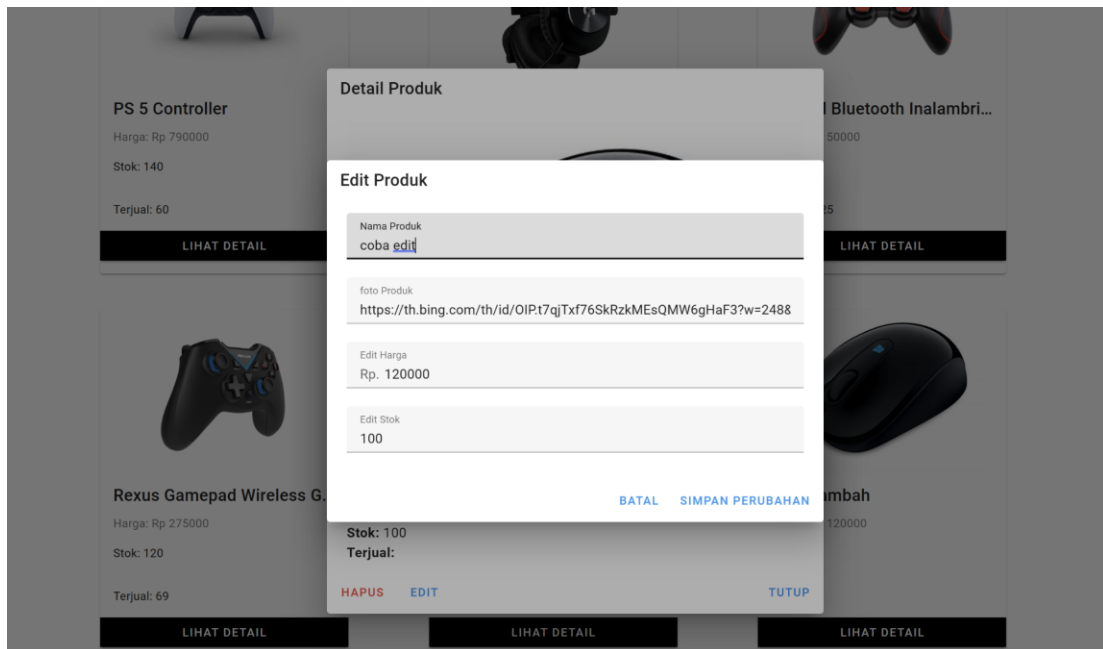 PS 5 Controller
Harga: Rp 790000
Stok: 140
Terjual: 60
LIHAT DETAIL
Detail Produk
Bluetooth Inalambri...
50000
25
LIHAT DETAIL
Edit Produk
Nama Produk
coba edit
foto Produk
https://th.bing.com/th/id/OIP.t7qjTxf76SkRzkMEsQMW6gHaF3?w=248&
Edit Harga
Rp. 120000
Edit Stok
100
BATAL SIMPAN PERUBAHAN
Stok: 100
Terjual:
HAPUS EDIT TUTUP
Rexus Gamepad Wireless G.
Harga: Rp 275000
Stok: 120
Terjual: 69
LIHAT DETAIL
LIHAT DETAIL
mbah
120000
LIHAT DETAIL